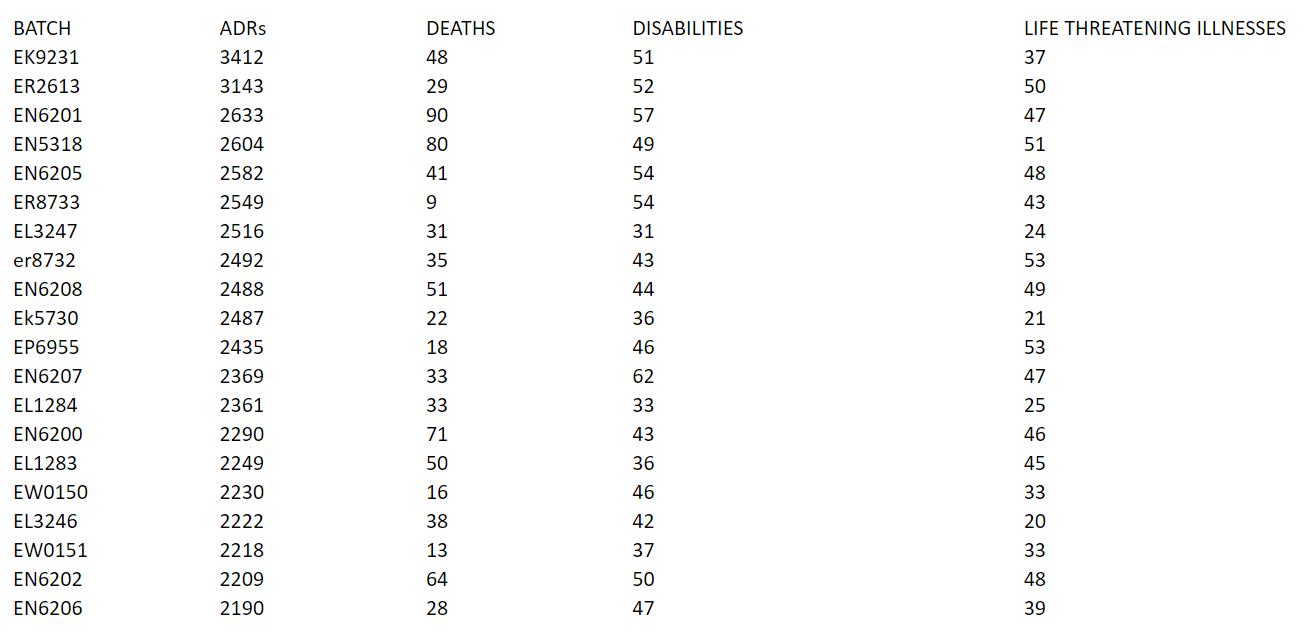 BATCH ADRs DEATHS DISABILITIES LIFE THREATENING ILLNESSES
EK9231 3412 48 51 37
ER2613 3143 29 52 50
EN6201 2633 90 57 47
EN5318 2604 80 49 51
EN6205 2582 41 54 48
ER8733 2549 9 54 43
EL3247 2516 31 31 24
er8732 2492 35 43 53
EN6208 2488 51 44 49
Ek5730 2487 22 36 21
EP6955 2435 18 46 53
EN6207 2369 33 62 47
EL1284 2361 33 33 25
EN6200 2290 71 43 46
EL1283 2249 50 36 45
EW0150 2230 16 46 33
EL3246 2222 38 42 20
EW0151 2218 13 37 33
EN6202 2209 64 50 48
EN6206 2190 28 47 39